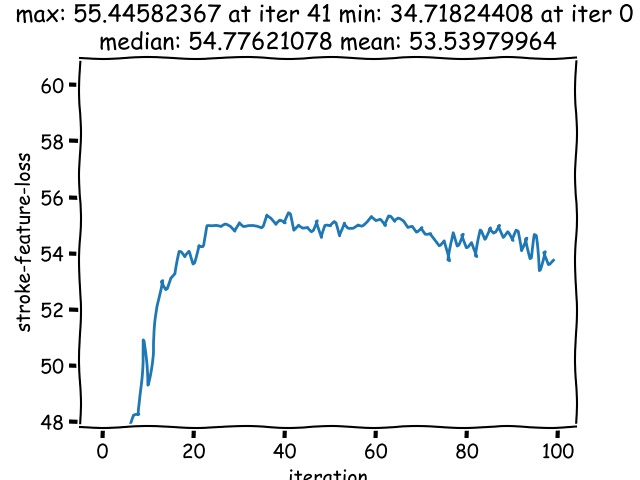 max: 55.44582367 at iter 41 min: 34.71824408 at iter 0
median: 54.77621078 mean: 53.53979964
60
58
56
54
52
50
48
stroke-feature-loss
0 20 40 60 80 100
iteration